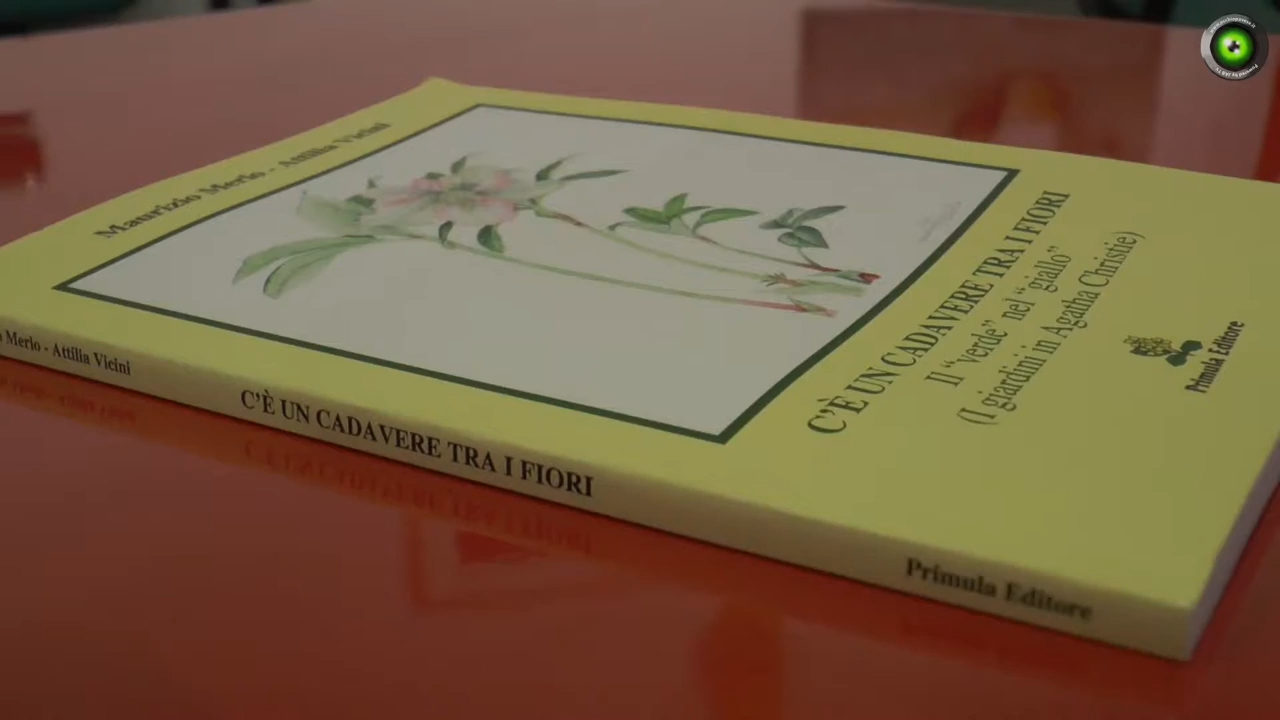 Maurizio Merlo - Attilia Vicini
C'È UN CADAVERE TRA I FIORI
Il “verde” nel “giallo”
(I giardini in Agatha Christie)
Primula Editore
Merlo - Attilia Vicini
C'È UN CADAVERE TRA I FIORI
Primula Editore